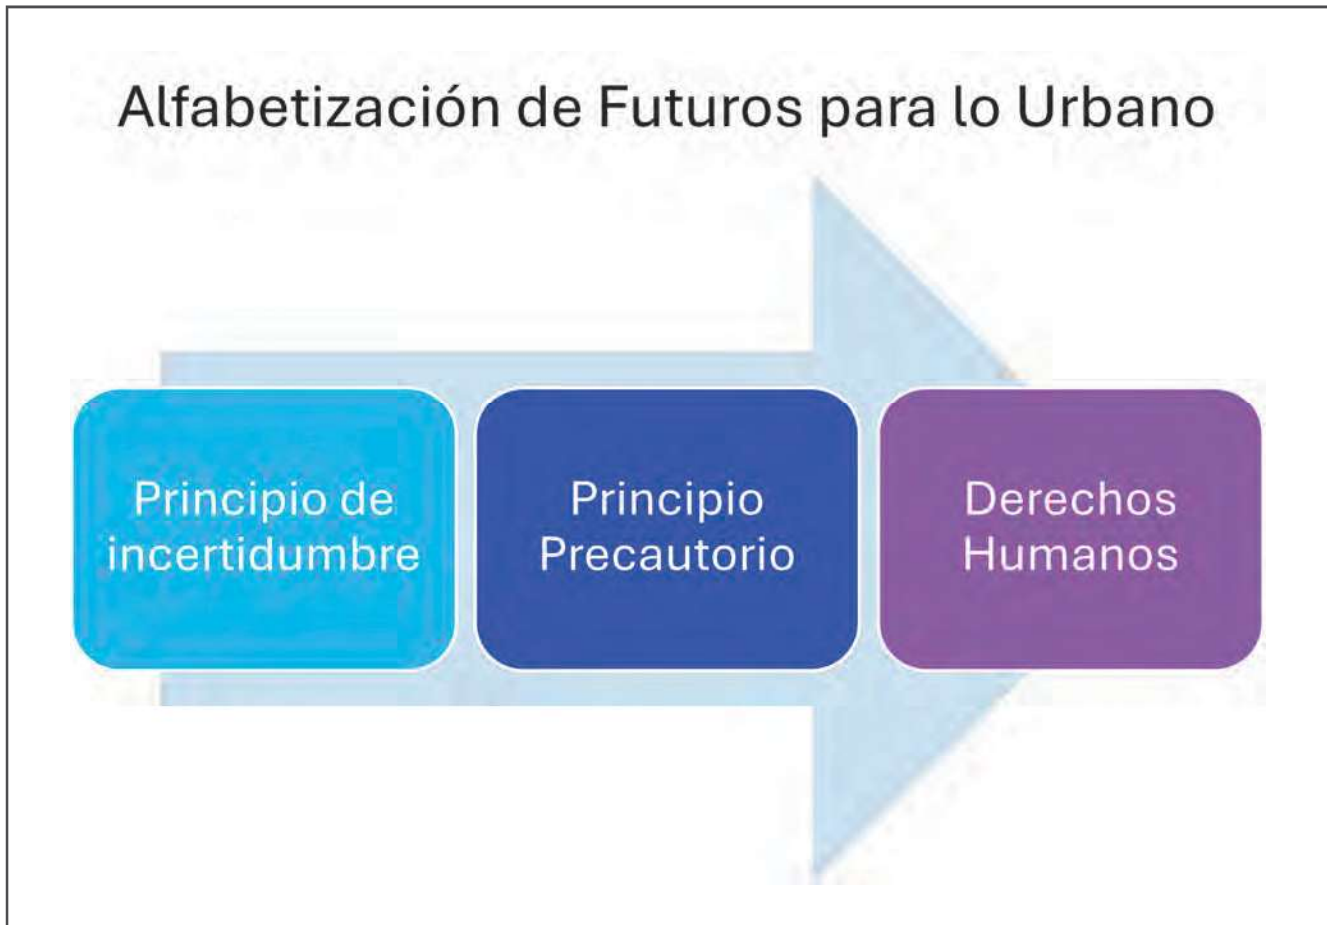 Alfabetización de Futuros para lo Urbano
Principio de
incertidumbre
Principio
Precautorio
Derechos
Humanos